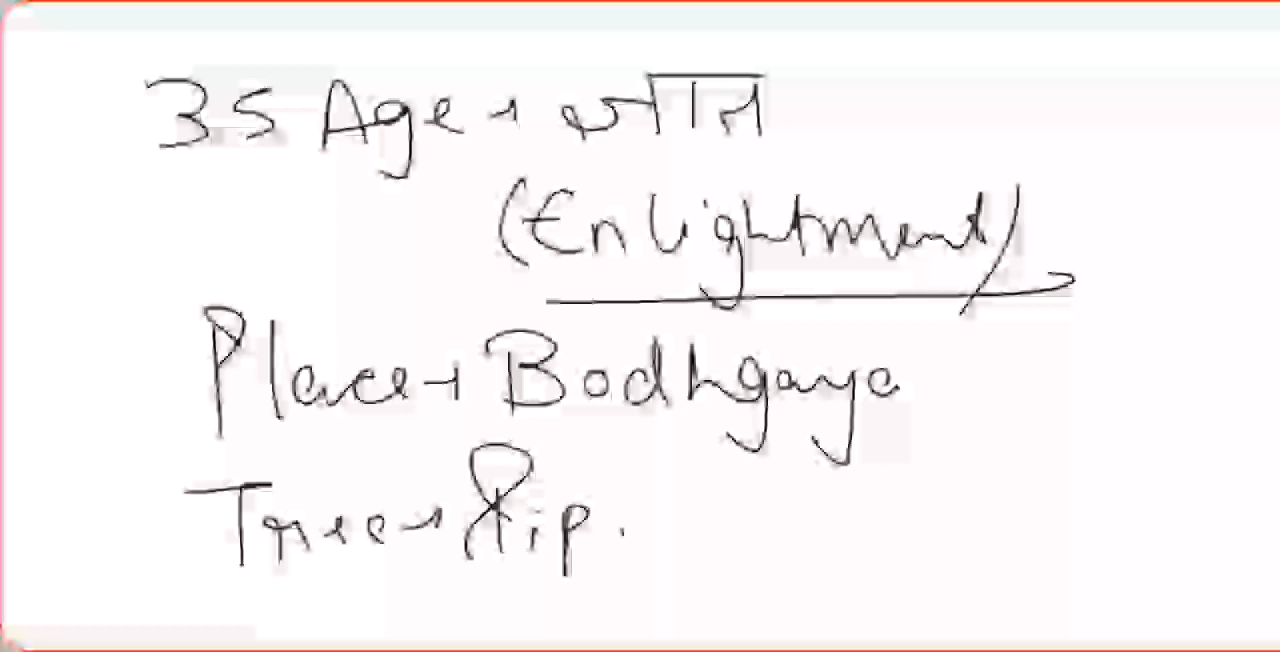 35 Age → ज्ञान
(Enlightment)
Place → Bodhgaya
Tree → Pip.